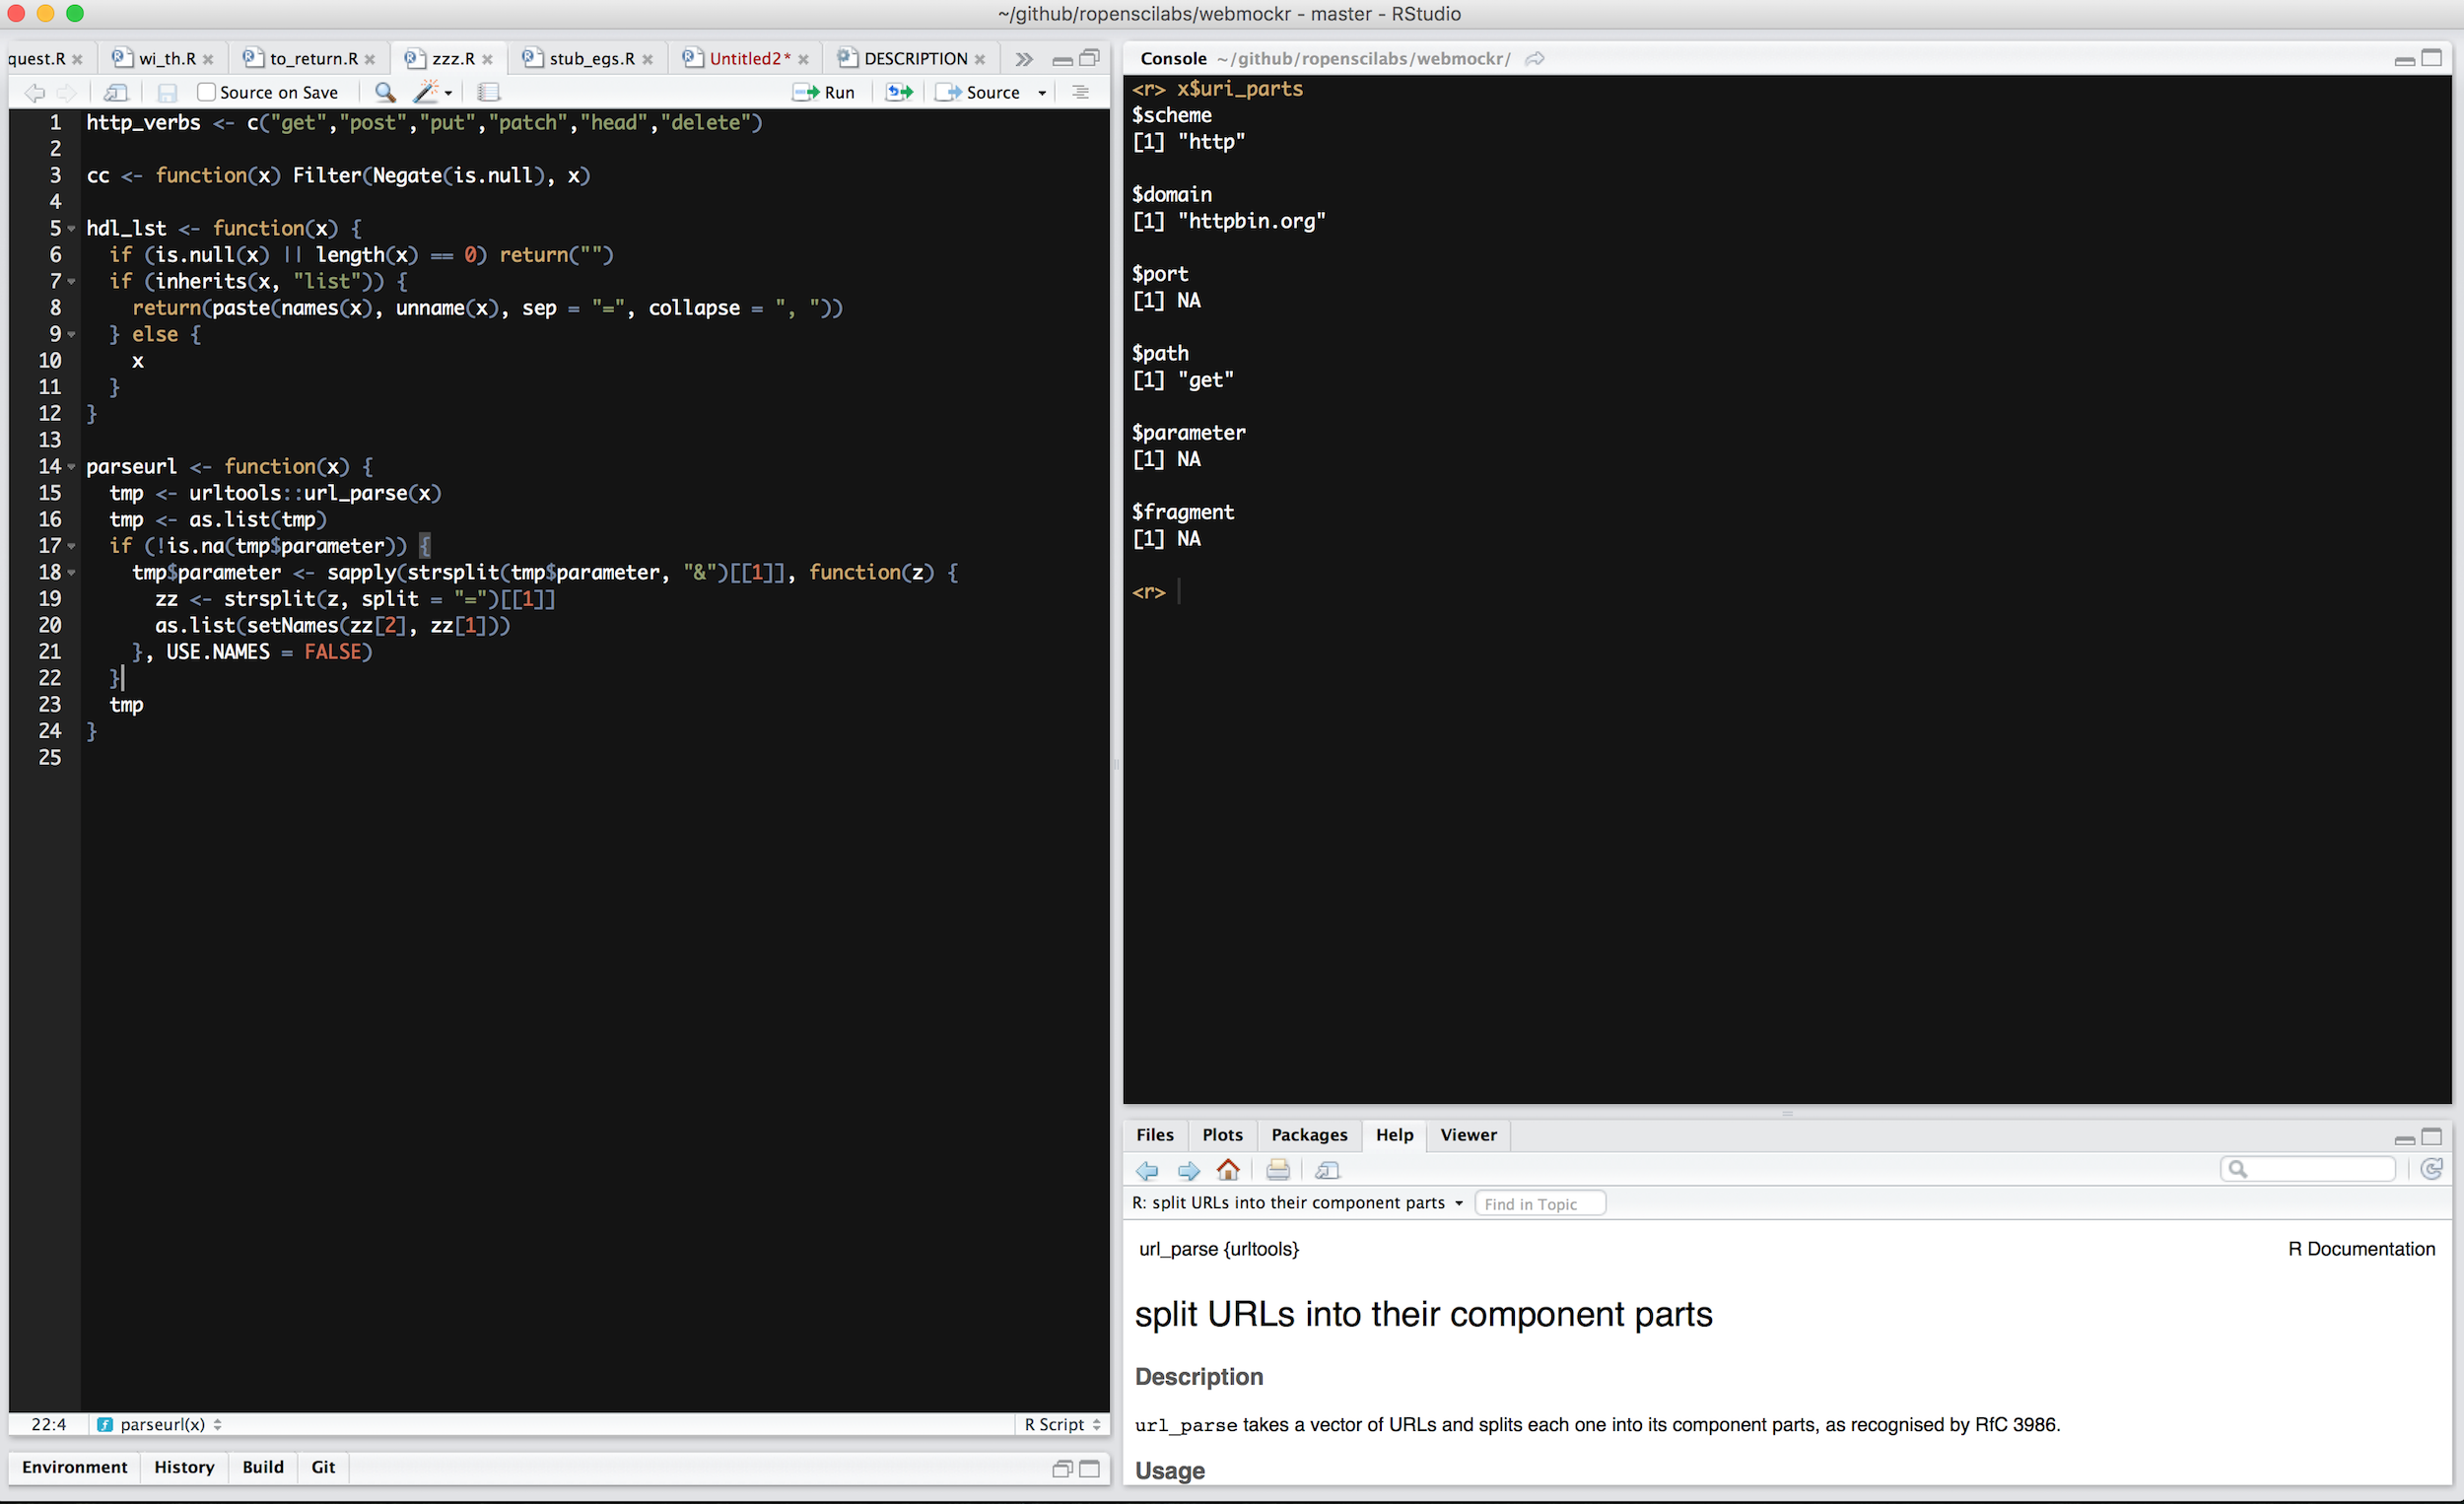 ~/github/ropenscilabs/webmockr - master - RStudio
quest.R
wi_th.R
to_return.R
zzz.R
stub_egs.R
Untitled2*
DESCRIPTION
Source on Save
Run
Source
1 http_verbs <- c("get","post","put","patch","head","delete")
2
3 cc <- function(x) Filter(Negate(is.null), x)
4
5 hdl_lst <- function(x) {
6   if (is.null(x) || length(x) == 0) return("")
7   if (inherits(x, "list")) {
8     return(paste(names(x), unname(x), sep = "=", collapse = ", "))
9   } else {
10     x
11   }
12 }
13
14 parseurl <- function(x) {
15   tmp <- urltools::url_parse(x)
16   tmp <- as.list(tmp)
17   if (!is.na(tmp$parameter)) {
18     tmp$parameter <- sapply(strsplit(tmp$parameter, "&")[[1]], function(z) {
19       zz <- strsplit(z, split = "=")[[1]]
20       as.list(setNames(zz[2], zz[1]))
21     }, USE.NAMES = FALSE)
22   }
23   tmp
24 }
25
22:4
parseurl(x)
R Script
Environment
History
Build
Git
Console ~/github/ropenscilabs/webmockr/
<r> x$uri_parts
$scheme
[1] "http"
$domain
[1] "httpbin.org"
$port
[1] NA
$path
[1] "get"
$parameter
[1] NA
$fragment
[1] NA
<r>
Files
Plots
Packages
Help
Viewer
R: split URLs into their component parts
Find in Topic
url_parse {urltools}
R Documentation
split URLs into their component parts
Description
url_parse takes a vector of URLs and splits each one into its component parts, as recognised by RfC 3986.
Usage